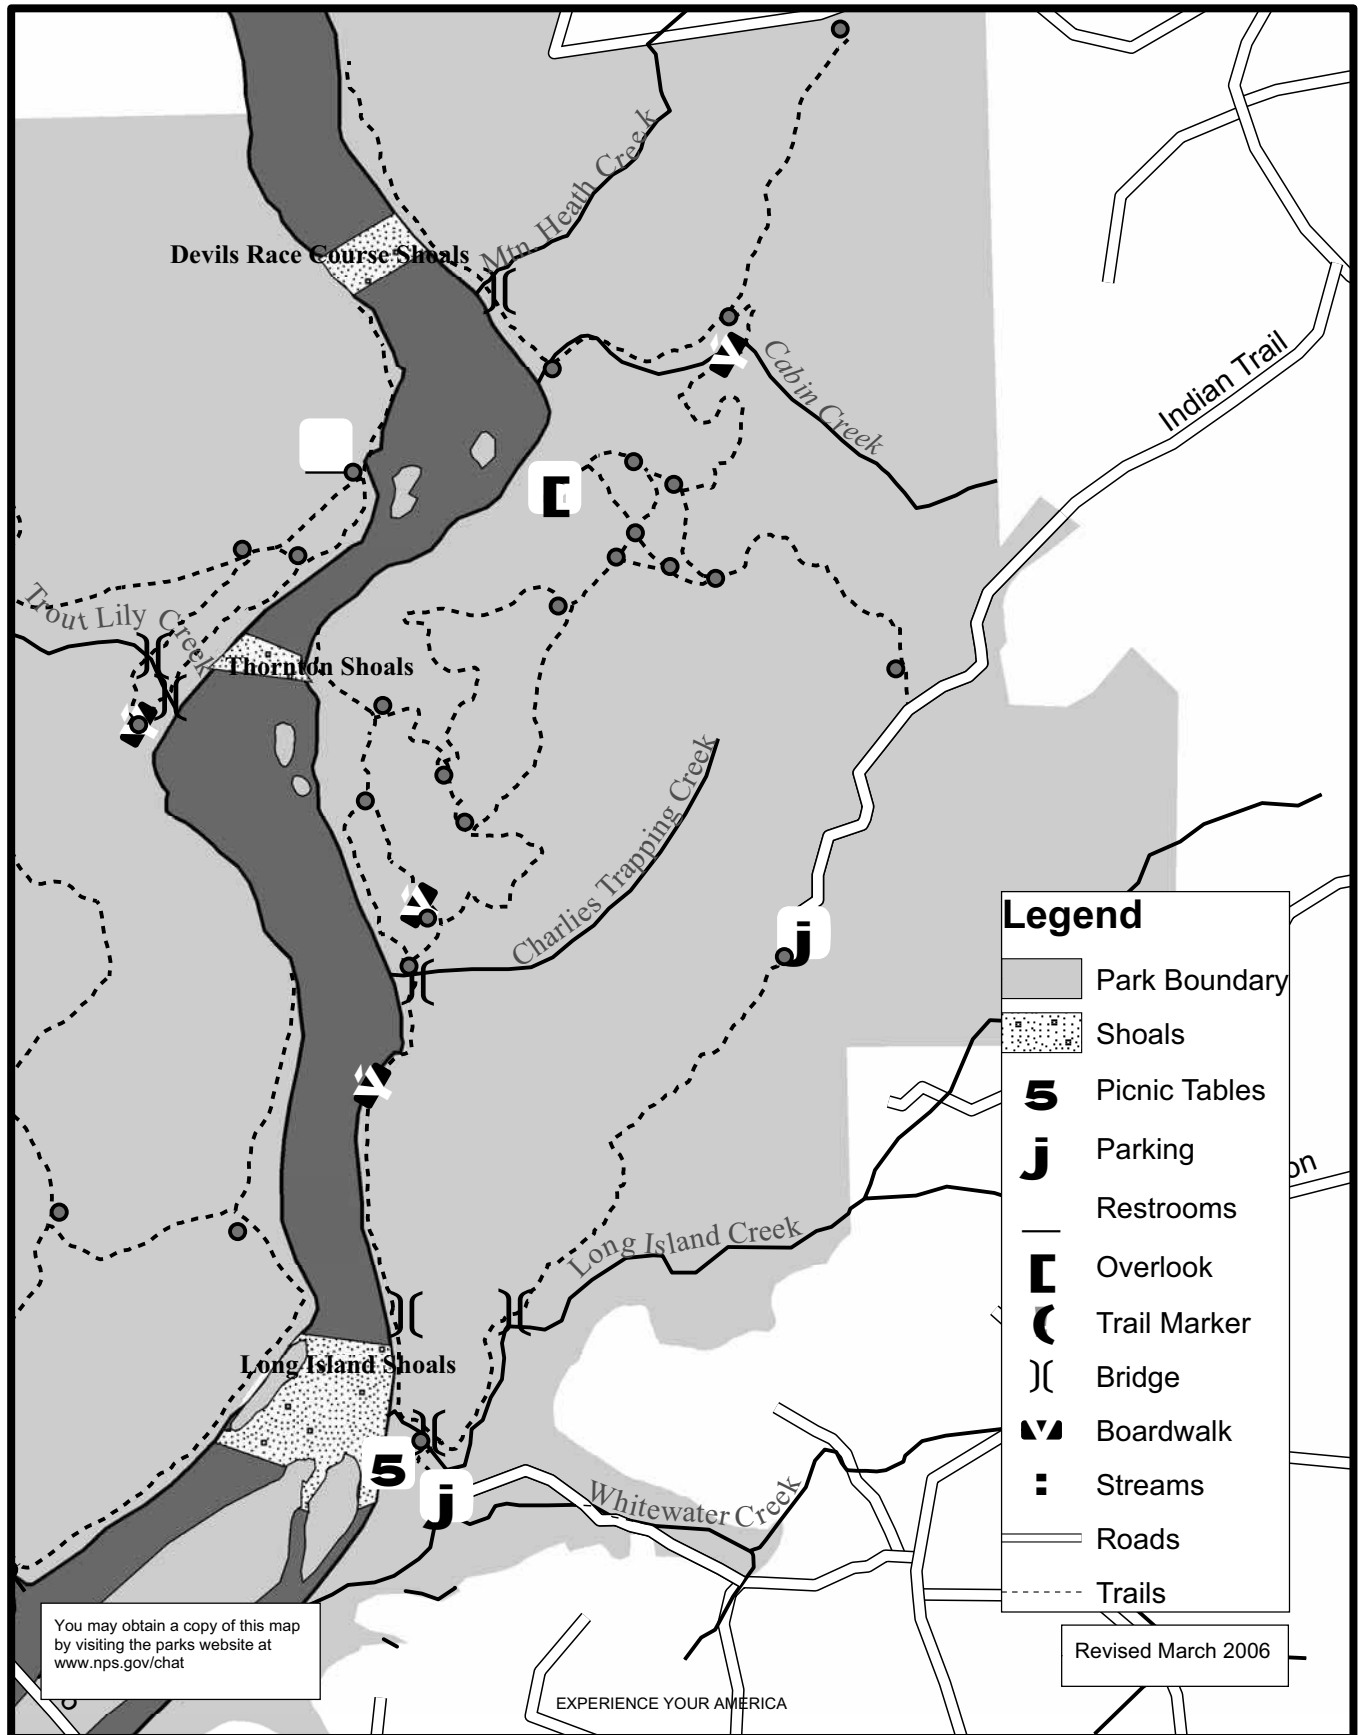 Mtn. Heath Creek
Devils Race Course Shoals
Cabin Creek
Indian Trail
Trout Lily Creek
Thornton Shoals
Charlies Trapping Creek
Long Island Creek
Long Island Shoals
Whitewater Creek
Legend
Park Boundary
Shoals
5 Picnic Tables
j Parking
Restrooms
Overlook
Trail Marker
Bridge
Boardwalk
Streams
Roads
Trails
j
5
j
on
You may obtain a copy of this map
by visiting the parks website at
www.nps.gov/chat
Revised March 2006
EXPERIENCE YOUR AMERICA